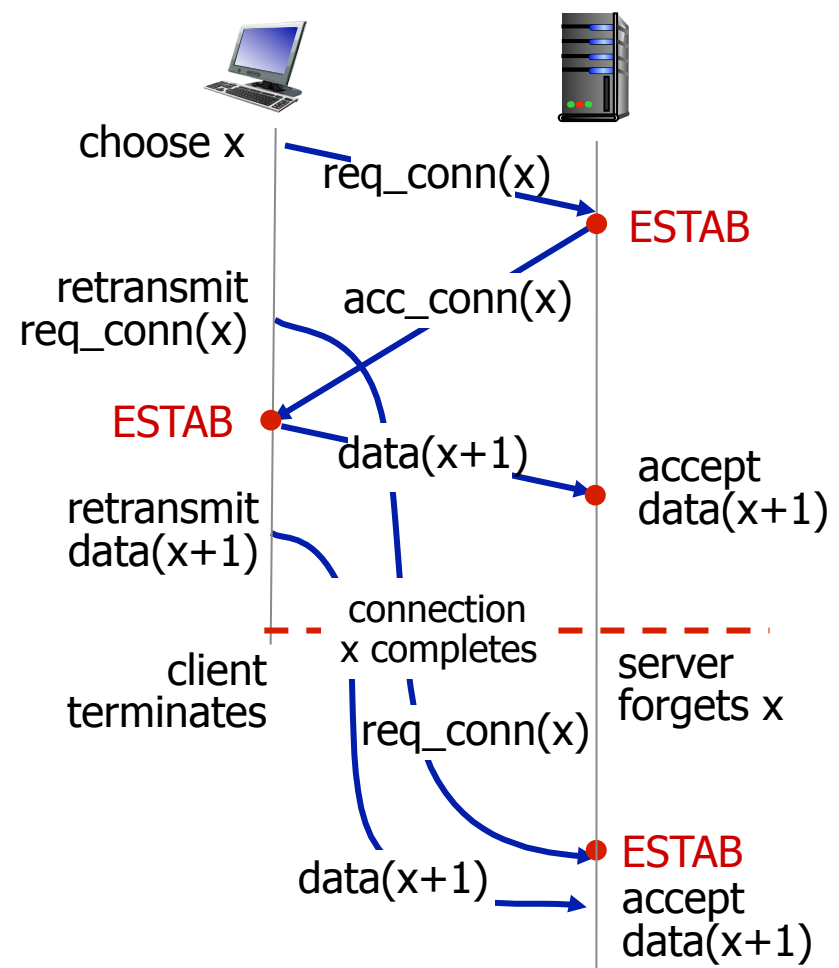 choose x
req_conn(x)
ESTAB
retransmit
req_conn(x)
acc_conn(x)
ESTAB
data(x+1)
accept
data(x+1)
retransmit
data(x+1)
connection
x completes
client
terminates
server
forgets x
req_conn(x)
ESTAB
data(x+1)
accept
data(x+1)